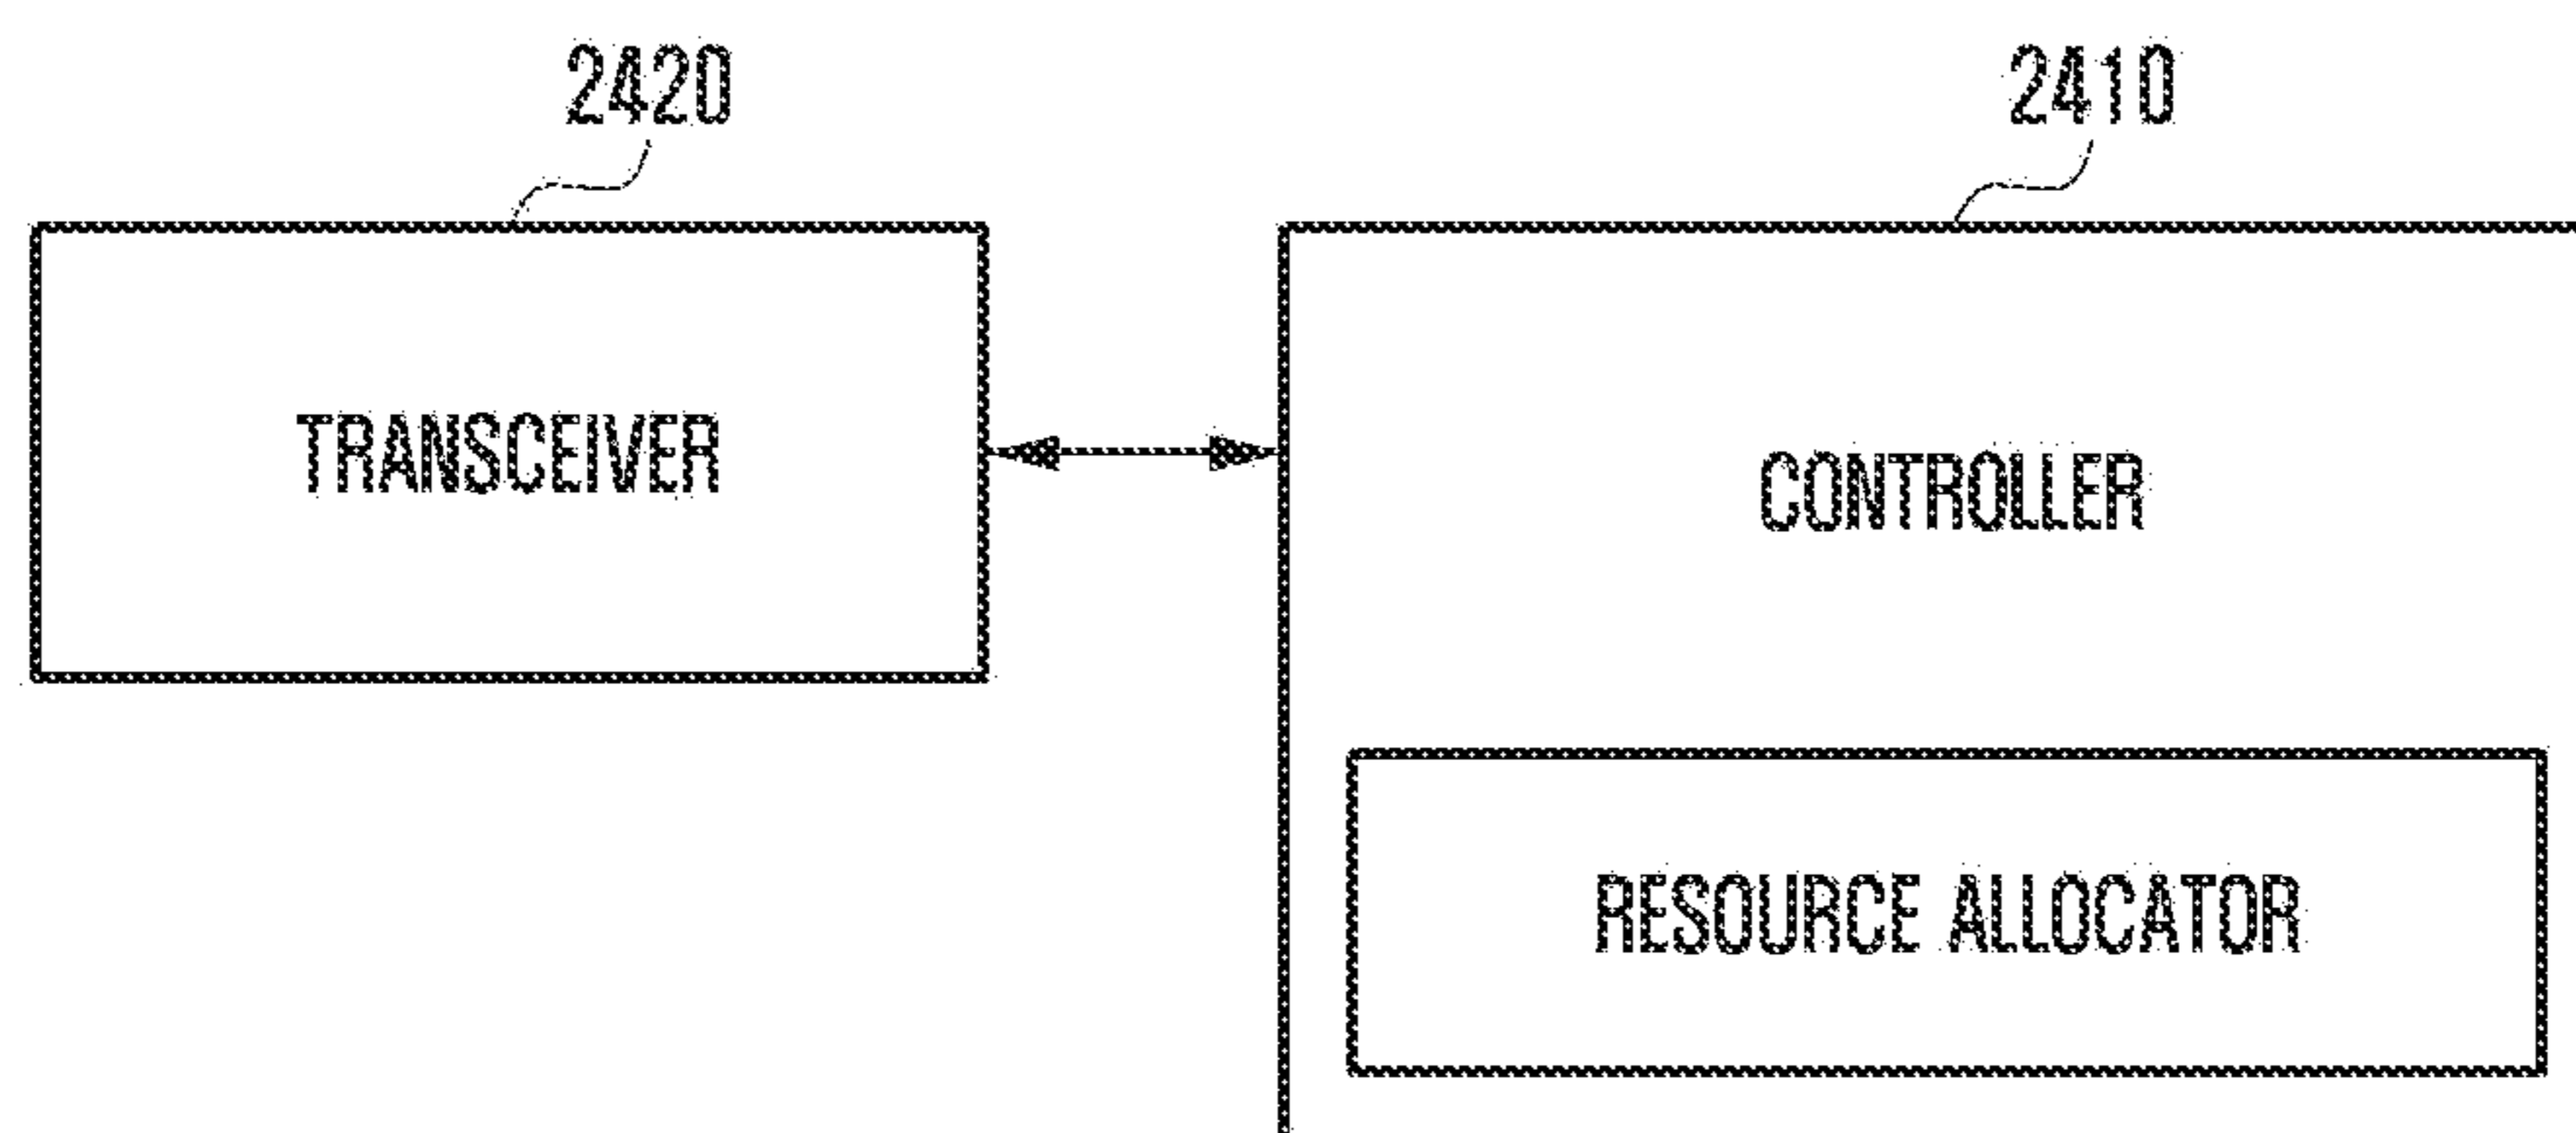 2420
2410
TRANSCEIVER
CONTROLLER
RESOURCE ALLOCATOR